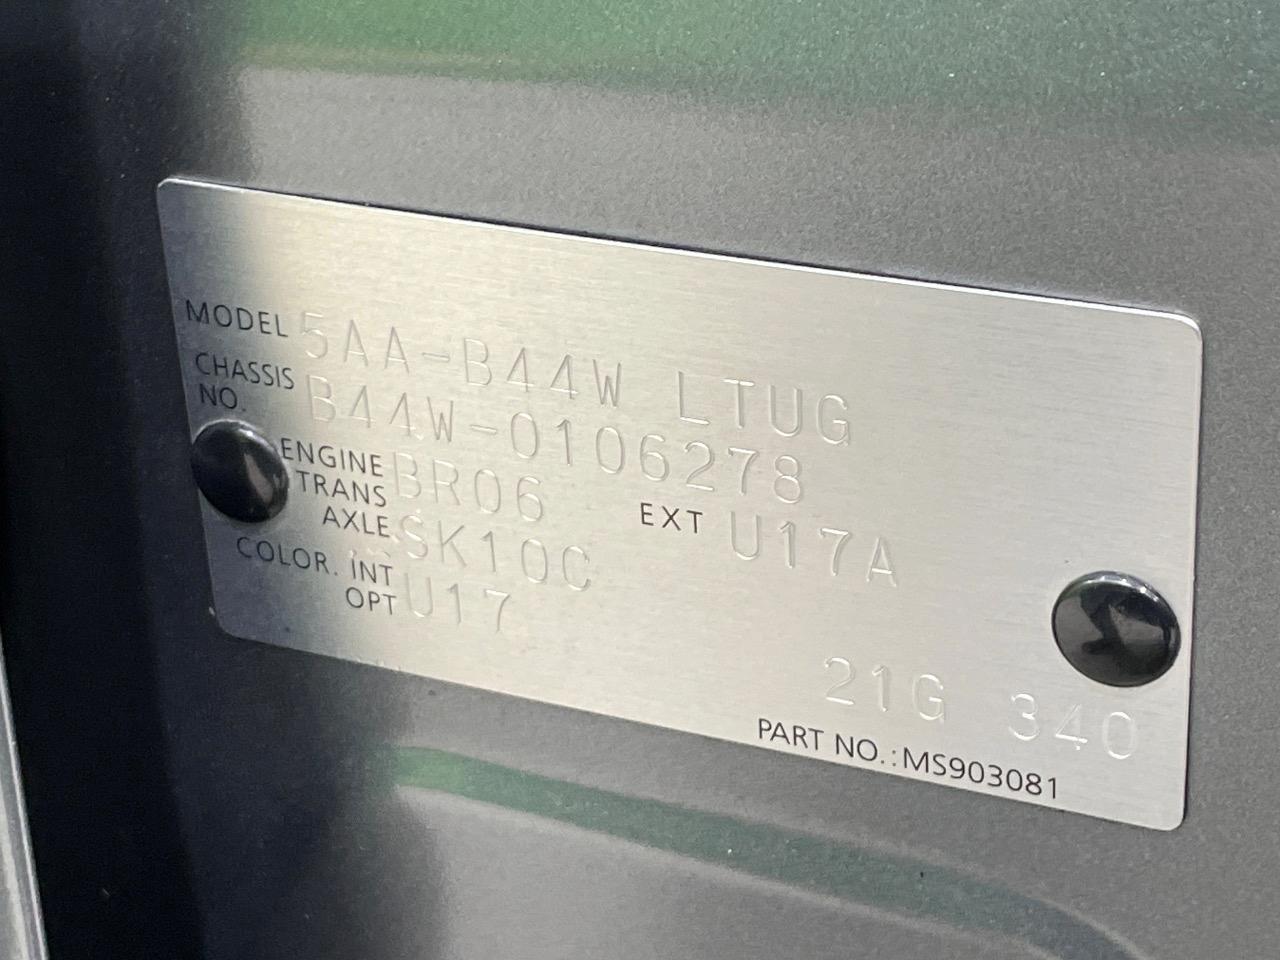 MODEL 5AA-B44W LTUG
CHASSIS NO. B44W-0106278
ENGINE BR06 EXT U17A
TRANS AXLE SK10C
COLOR. INT U17
OPT
21G 340
PART NO.:MS903081